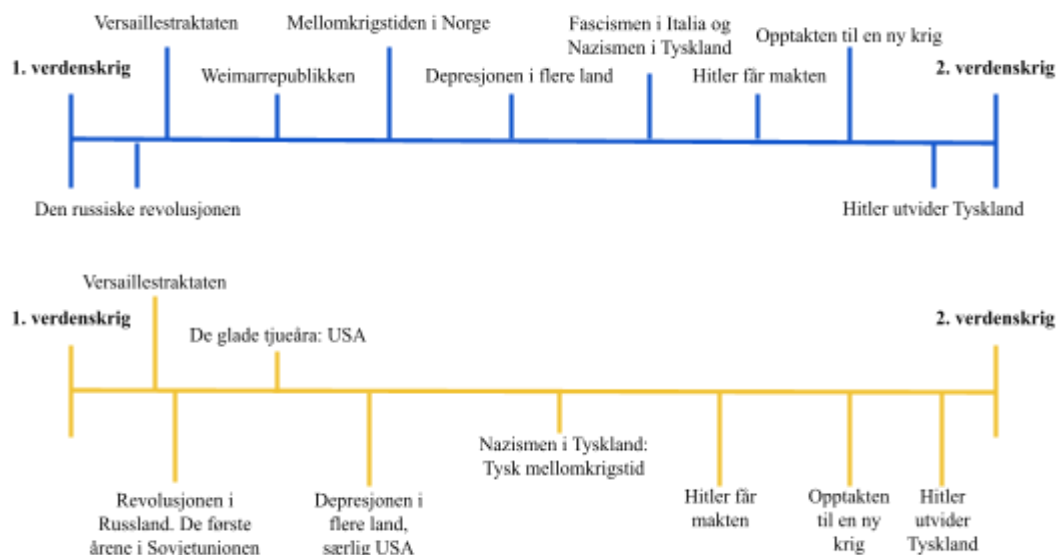 Versaillestraktaten
Mellomkrigstiden i Norge
Fascismen i Italia og
Nazismen i Tyskland
Opptakten til en ny krig
1. verdenskrig
Weimarrepublikken
Depresjonen i flere land
Hitler får makten
2. verdenskrig
Den russiske revolusjonen
Hitler utvider Tyskland
Versaillestraktaten
1. verdenskrig
De glade tjueåra: USA
2. verdenskrig
Nazismen i Tyskland:
Tysk mellomkrigstid
Revolusjonen i
Russland. De første
årene i Sovjetunionen
Depresjonen i
flere land,
særlig USA
Hitler får
makten
Opptakten
til en ny
krig
Hitler
utvider
Tyskland